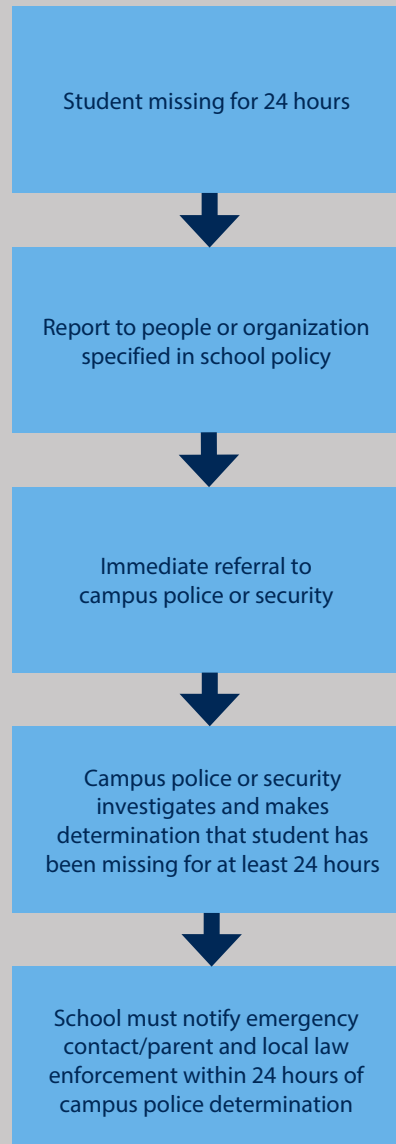 Student missing for 24 hours
Report to people or organization
specified in school policy
Immediate referral to
campus police or security
Campus police or security
investigates and makes
determination that student has
been missing for at least 24 hours
School must notify emergency
contact/parent and local law
enforcement within 24 hours of
campus police determination